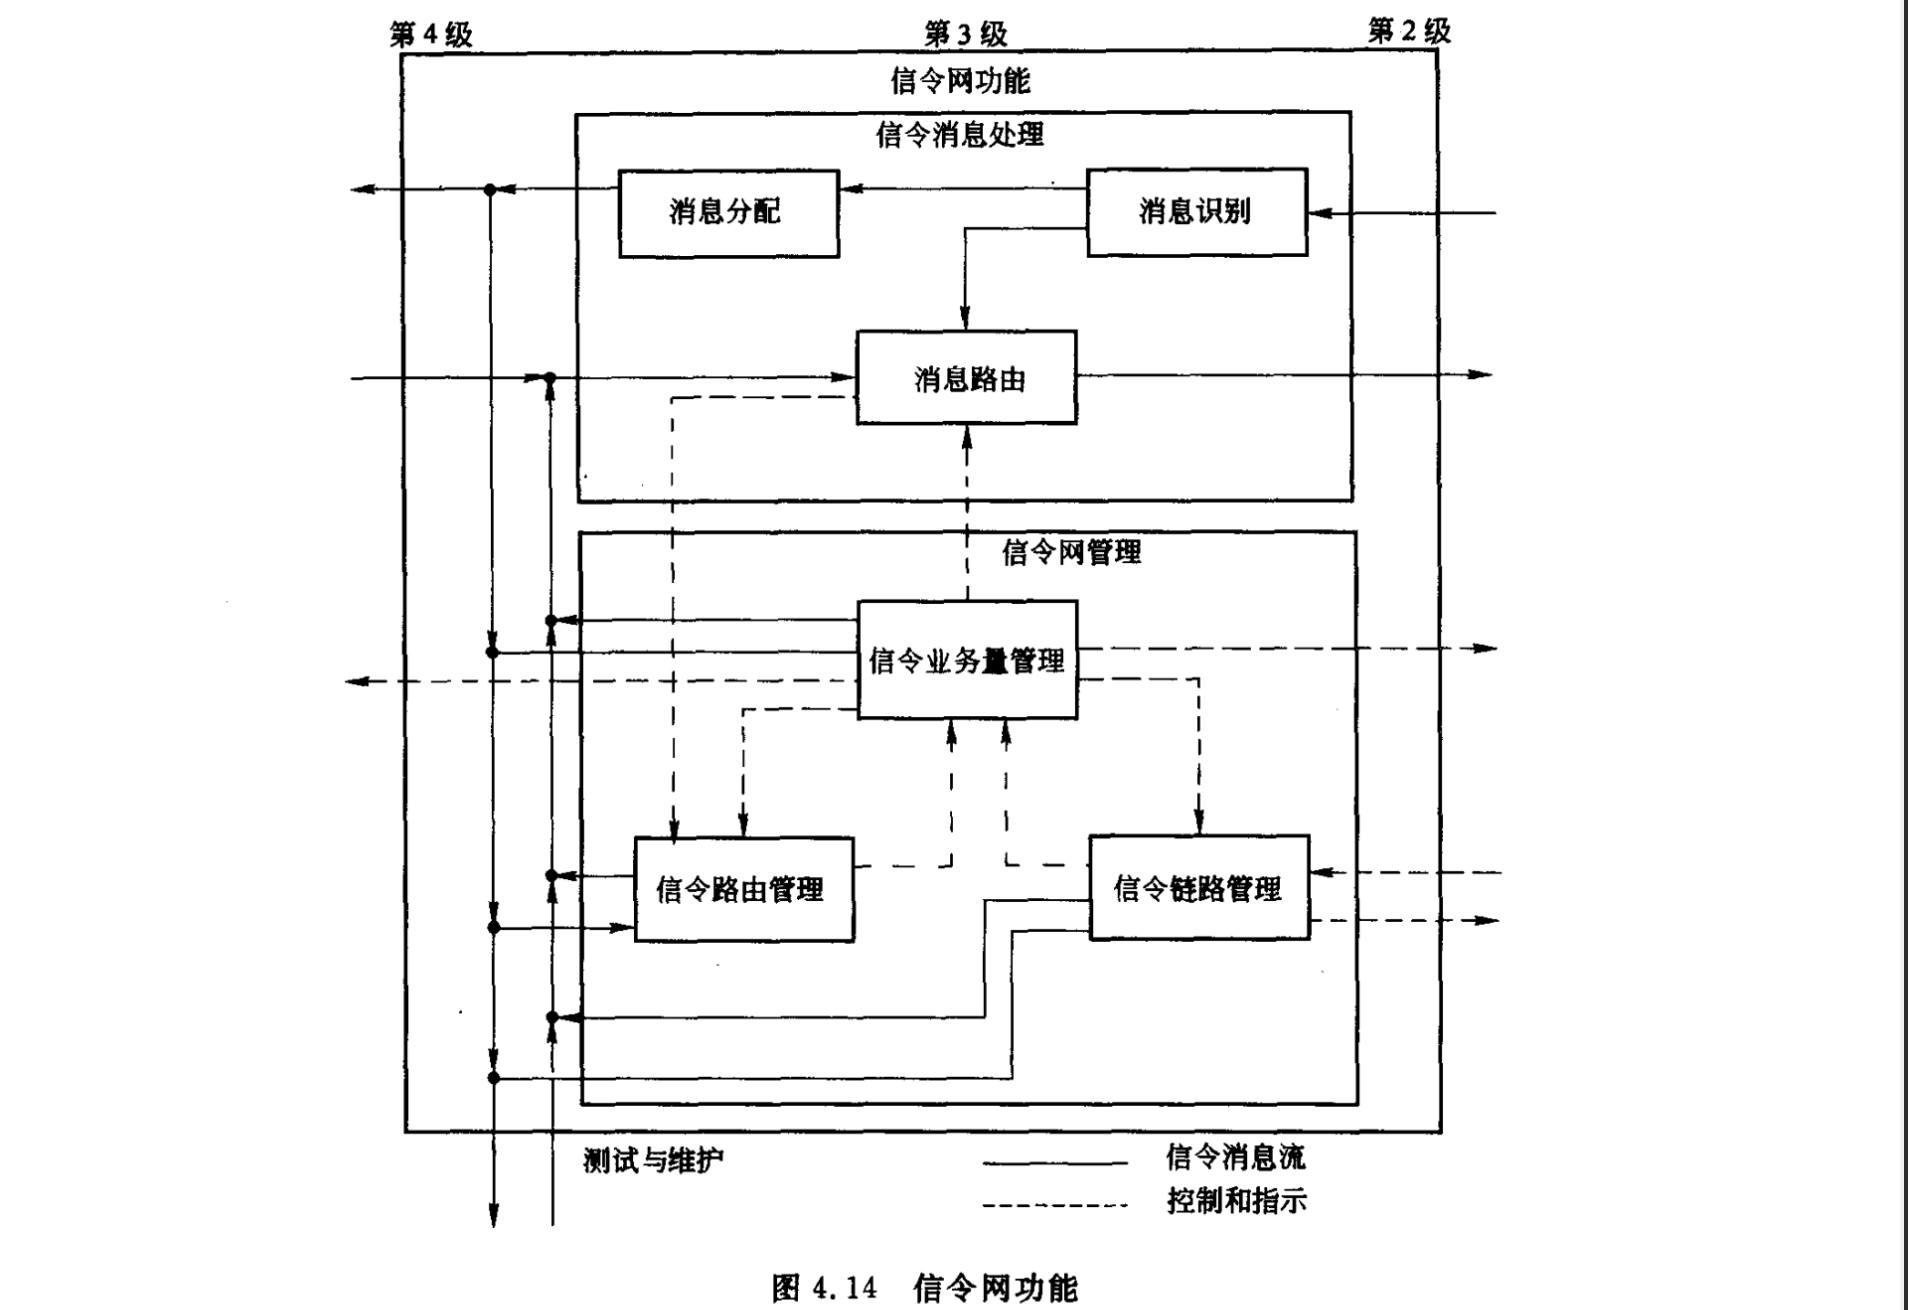 第4级 第3级 第2级
信令网功能
信令消息处理
消息分配 消息识别
消息路由
信令网管理
信令业务量管理
信令路由管理 信令链路管理
测试与维护 信令消息流
控制和指示
图 4.14 信令网功能